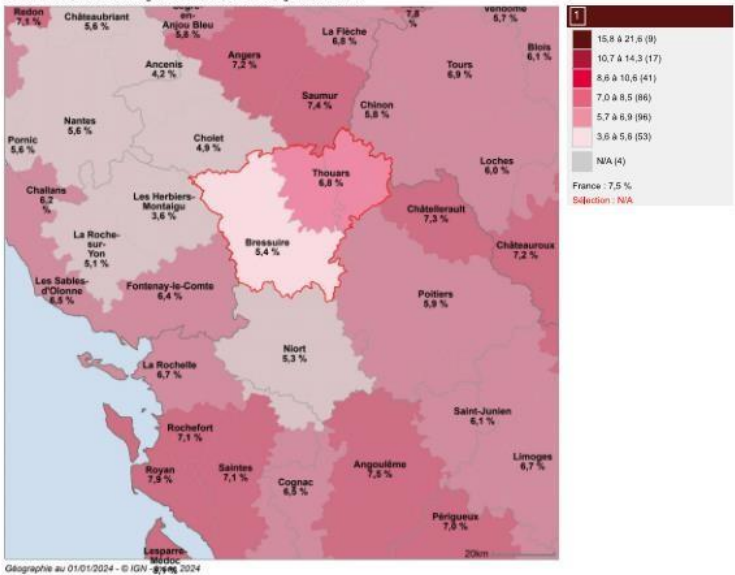 Redon
7,1 %
Châteaubriant
5,6 %
en-
Anjou Bleu
5,8 %
La Flèche
6,8 %
7,8
%
Vendôme
5,7 %
Angers
7,2 %
Blois
6,1 %
Ancenis
4,2 %
Tours
6,9 %
Saumur
7,4 %
Chinon
5,8 %
Nantes
5,6 %
Cholet
4,9 %
Pornic
5,6 %
Loches
6,0 %
Thouars
6,8 %
Challans
6,2
%
Les Herbiers-
Montaigu
3,6 %
Châtellerault
7,3 %
La Roche-
sur-
Yon
5,1 %
Bressuire
5,4 %
Châteauroux
7,2 %
Les Sables-
d'Olonne
6,5 %
Fontenay-le-Comte
6,4 %
Poitiers
5,9 %
Niort
5,3 %
La Rochelle
6,7 %
Saint-Junien
6,1 %
Rochefort
7,1 %
Limoges
6,7 %
Royan
7,9 %
Saintes
7,1 %
Angoulême
7,5 %
Cognac
6,5 %
Périgueux
7,0 %
Lesparre-
Médoc
20km
Géographie au 01/01/2024 - © IGN - 2024
1
15,8 à 21,6 (9)
10,7 à 14,3 (17)
8,6 à 10,6 (41)
7,0 à 8,5 (86)
5,7 à 6,9 (96)
3,6 à 5,6 (53)
N/A (4)
France : 7,5 %
Sélection : N/A